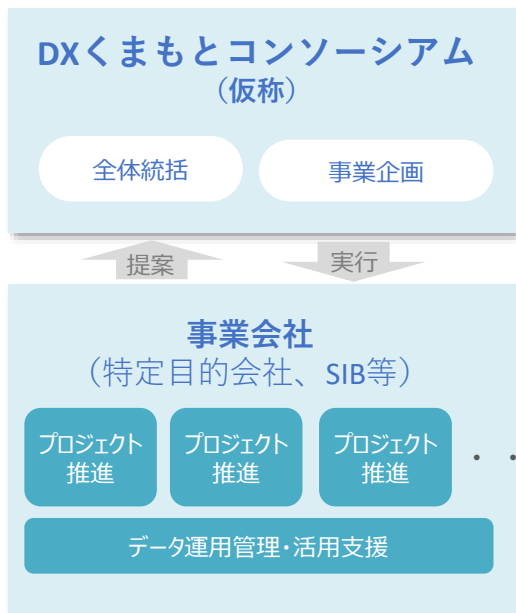 DXくまもとコンソーシアム
（仮称）
全体統括
事業企画
提案
実行
事業会社
（特定目的会社、SIB等）
プロジェクト
推進
プロジェクト
推進
プロジェクト
推進
・・
データ運用管理・活用支援